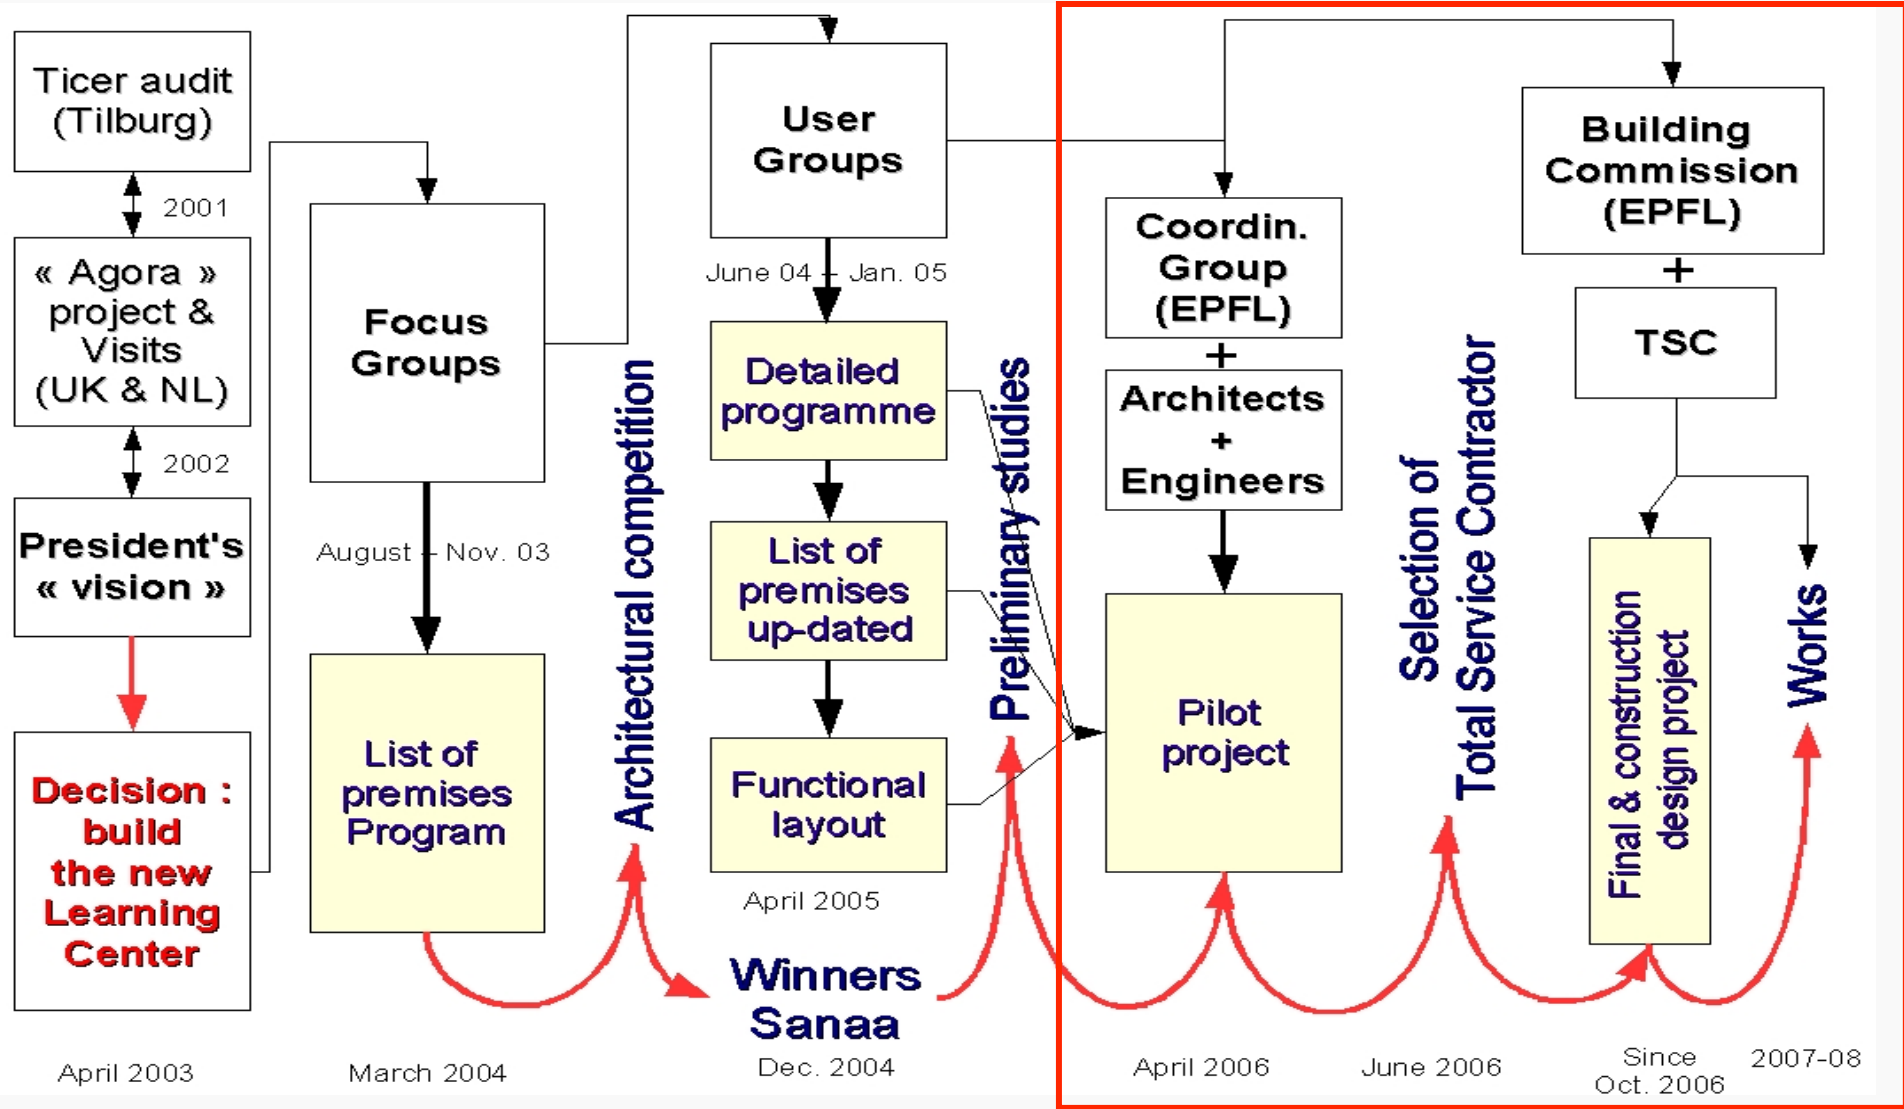 Ticer audit
(Tilburg)
2001
« Agora »
project &
Visits
(UK & NL)
2002
President's
« vision »
Decision :
build
the new
Learning
Center
April 2003
Focus
Groups
August – Nov. 03
List of
premises
Program
March 2004
Architectural competition
User
Groups
June 04 – Jan. 05
Detailed
programme
List of
premises
up-dated
Functional
layout
April 2005
Winners
Sanaa
Dec. 2004
Preliminary studies
Coordin.
Group
(EPFL)
+
Architects
+
Engineers
Pilot
project
April 2006
Selection of
Total Service Contractor
June 2006
Building
Commission
(EPFL)
+
TSC
Final & construction
design project
Since
Oct. 2006
Works
2007-08